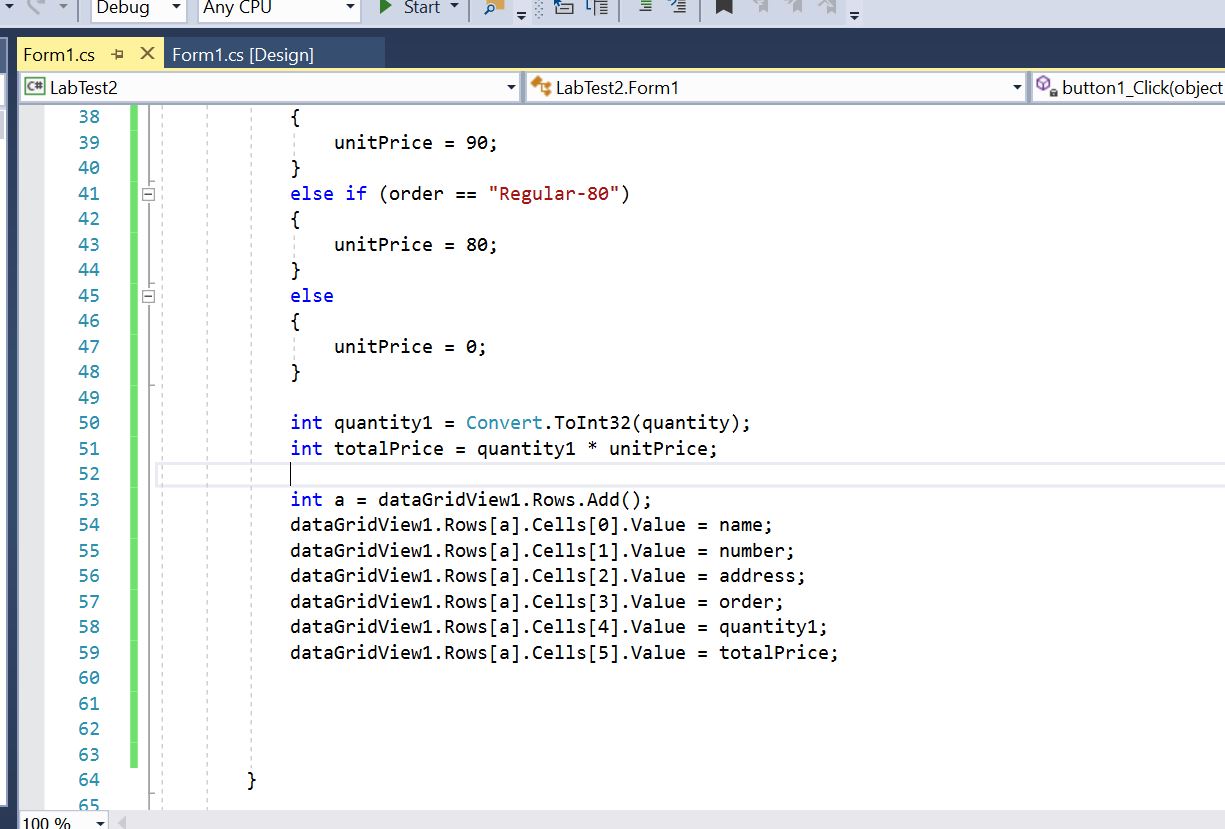 Debug Any CPU Start
Form1.cs Form1.cs [Design]
C# LabTest2 LabTest2.Form1 button1_Click(object
38 {
39 unitPrice = 90;
40 }
41 else if (order == "Regular-80")
42 {
43 unitPrice = 80;
44 }
45 else
46 {
47 unitPrice = 0;
48 }
49
50 int quantity1 = Convert.ToInt32(quantity);
51 int totalPrice = quantity1 * unitPrice;
52
53 int a = dataGridView1.Rows.Add();
54 dataGridView1.Rows[a].Cells[0].Value = name;
55 dataGridView1.Rows[a].Cells[1].Value = number;
56 dataGridView1.Rows[a].Cells[2].Value = address;
57 dataGridView1.Rows[a].Cells[3].Value = order;
58 dataGridView1.Rows[a].Cells[4].Value = quantity1;
59 dataGridView1.Rows[a].Cells[5].Value = totalPrice;
60
61
62
63
64 }
65
100 %